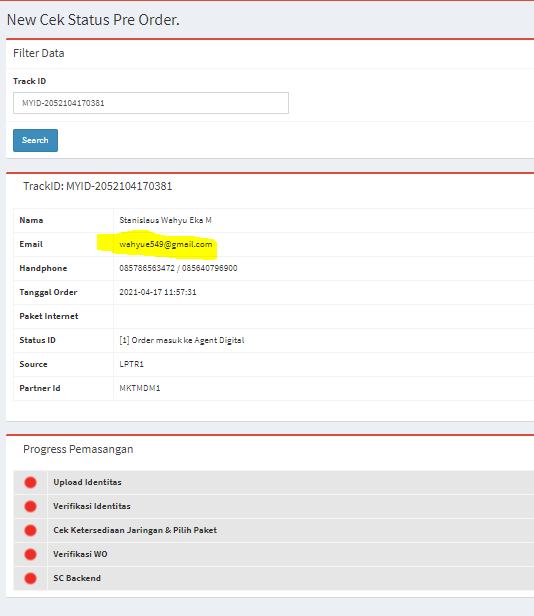 New Cek Status Pre Order.
Filter Data
Track ID
MYID-2052104170381
Search
TrackID: MYID-2052104170381
Nama Stanislaus Wahyu Eka M
Email wahyue549@gmail.com
Handphone 085786563472 / 085640796900
Tanggal Order 2021-04-17 11:57:31
Paket Internet
Status ID [1] Order masuk ke Agent Digital
Source LPTR1
Partner Id MKTMDM1
Progress Pemasangan
Upload Identitas
Verifikasi Identitas
Cek Ketersediaan Jaringan & Pilih Paket
Verifikasi WO
SC Backend